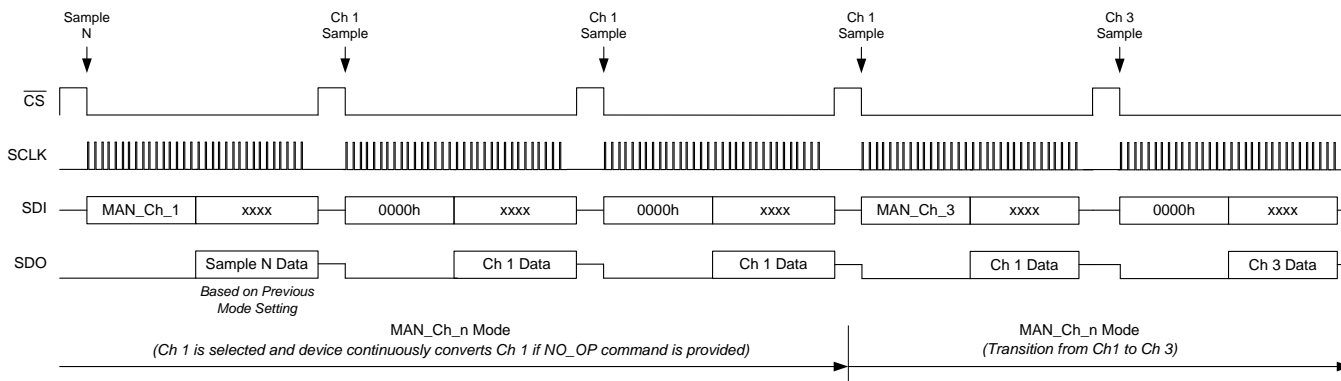 Sample
N
Ch 1
Sample
Ch 1
Sample
Ch 1
Sample
Ch 3
Sample
CS
SCLK
SDI
MAN_Ch_1
xxxx
0000h
xxxx
0000h
xxxx
MAN_Ch_3
xxxx
0000h
xxxx
SDO
Sample N Data
Ch 1 Data
Ch 1 Data
Ch 1 Data
Ch 3 Data
Based on Previous
Mode Setting
MAN_Ch_n Mode
(Ch 1 is selected and device continuously converts Ch 1 if NO_OP command is provided)
MAN_Ch_n Mode
(Transition from Ch1 to Ch 3)